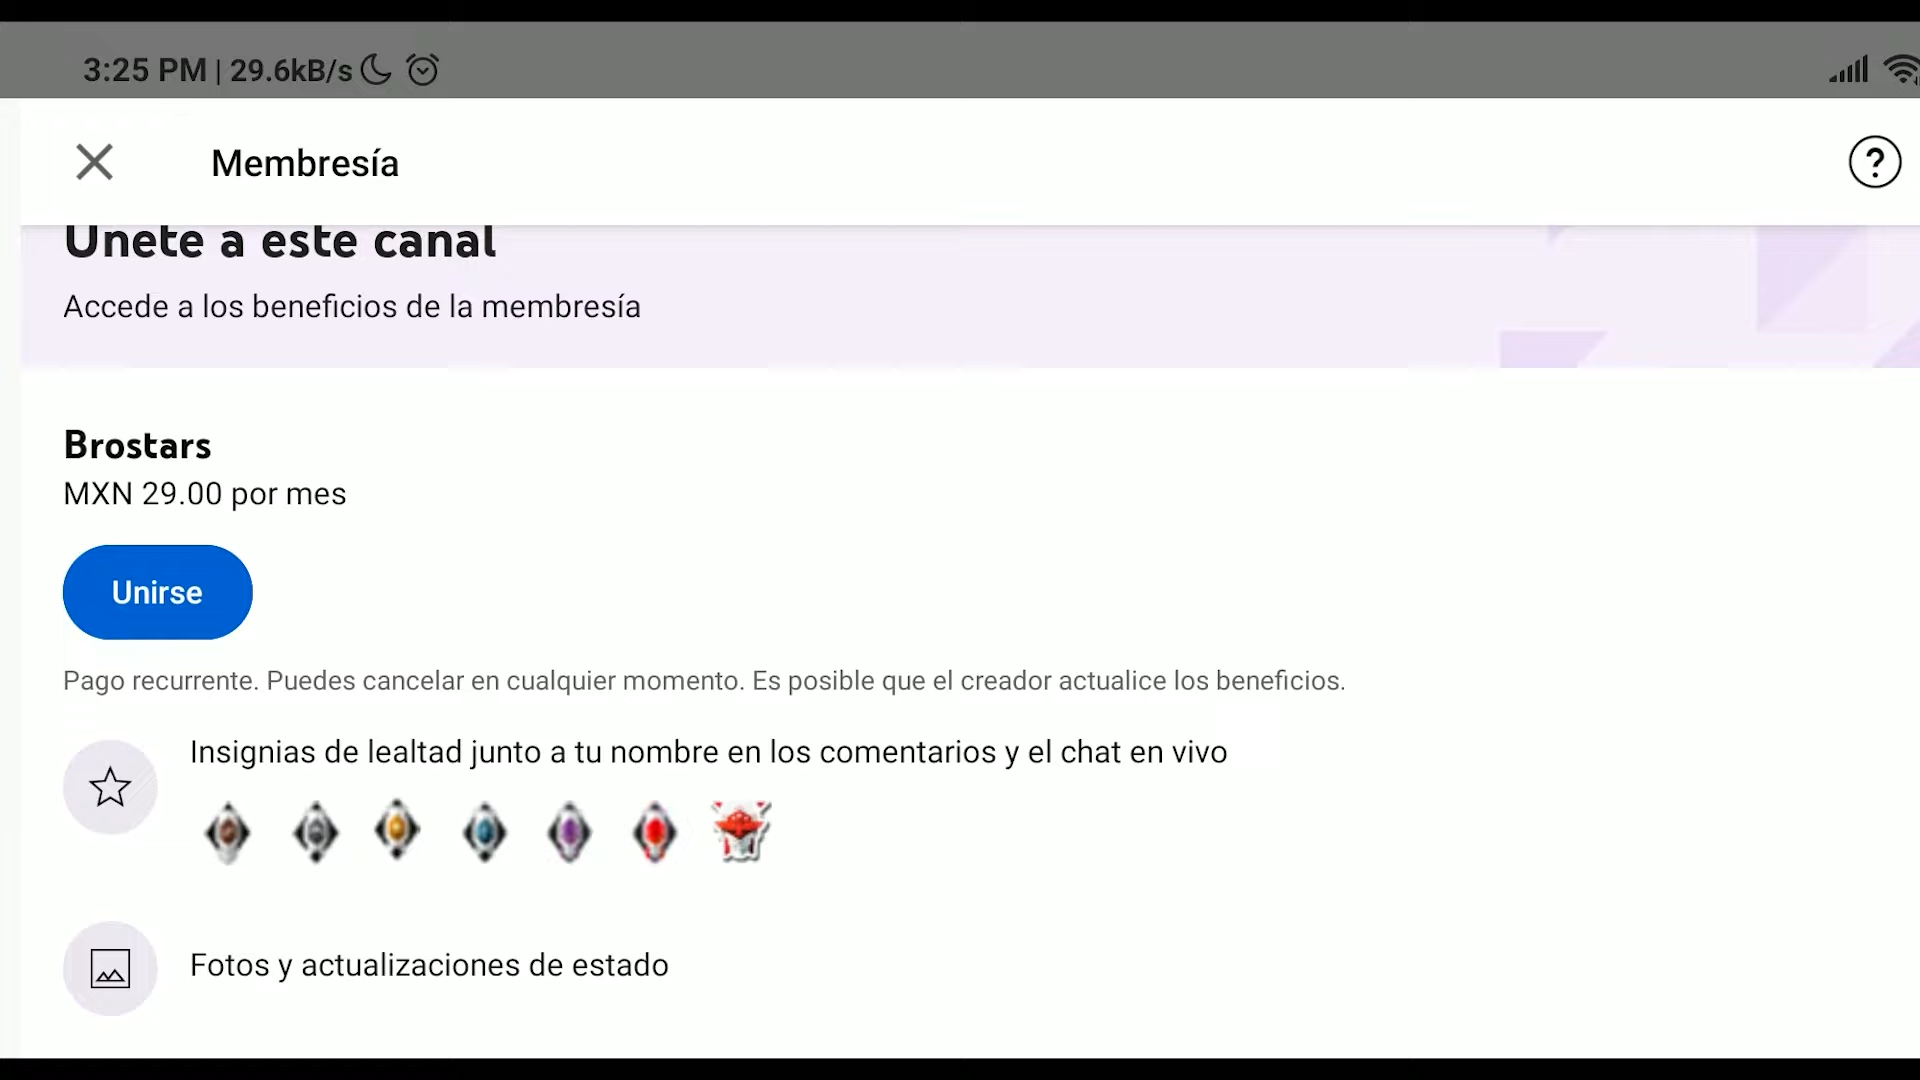 3:25 PM | 29.6kB/s
Membresía
Únete a este canal
Accede a los beneficios de la membresía
Brostars
MXN 29.00 por mes
Unirse
Pago recurrente. Puedes cancelar en cualquier momento. Es posible que el creador actualice los beneficios.
Insignias de lealtad junto a tu nombre en los comentarios y el chat en vivo
Fotos y actualizaciones de estado